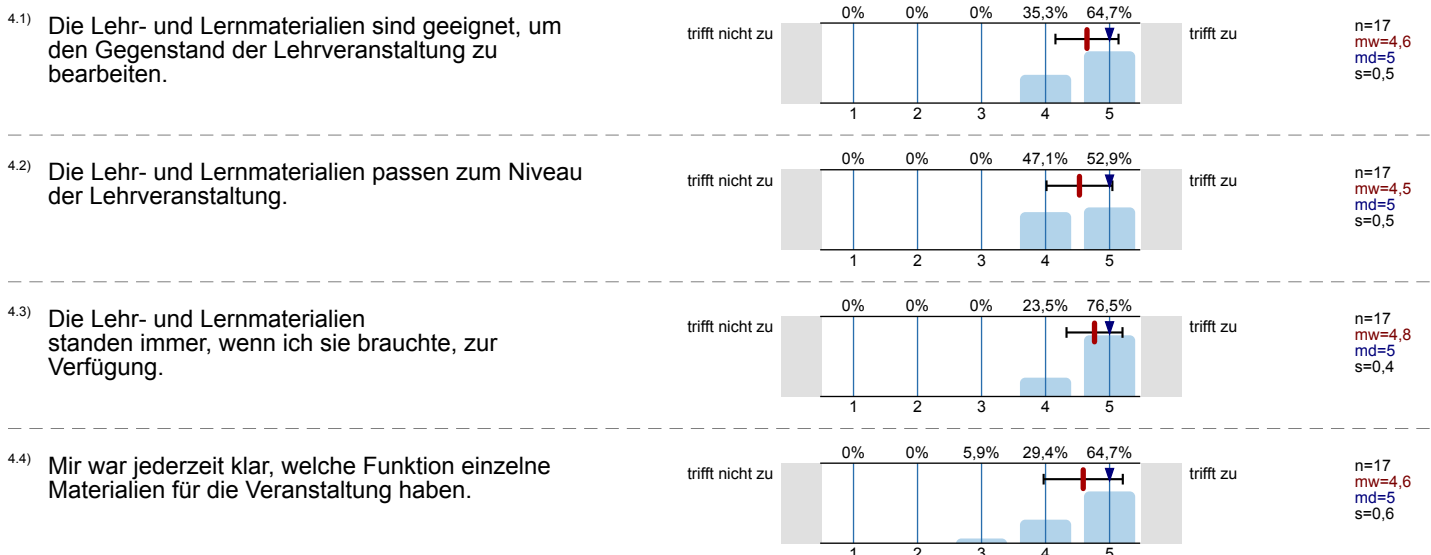 4.1) Die Lehr- und Lernmaterialien sind geeignet, um
den Gegenstand der Lehrveranstaltung zu
bearbeiten.
trifft nicht zu
0% 0% 0% 35,3% 64,7%
1 2 3 4 5
trifft zu
n=17
mw=4,6
md=5
s=0,5
4.2) Die Lehr- und Lernmaterialien passen zum Niveau
der Lehrveranstaltung.
trifft nicht zu
0% 0% 0% 47,1% 52,9%
1 2 3 4 5
trifft zu
n=17
mw=4,5
md=5
s=0,5
4.3) Die Lehr- und Lernmaterialien
standen immer, wenn ich sie brauchte, zur
Verfügung.
trifft nicht zu
0% 0% 0% 23,5% 76,5%
1 2 3 4 5
trifft zu
n=17
mw=4,8
md=5
s=0,4
4.4) Mir war jederzeit klar, welche Funktion einzelne
Materialien für die Veranstaltung haben.
trifft nicht zu
0% 0% 5,9% 29,4% 64,7%
1 2 3 4 5
trifft zu
n=17
mw=4,6
md=5
s=0,6